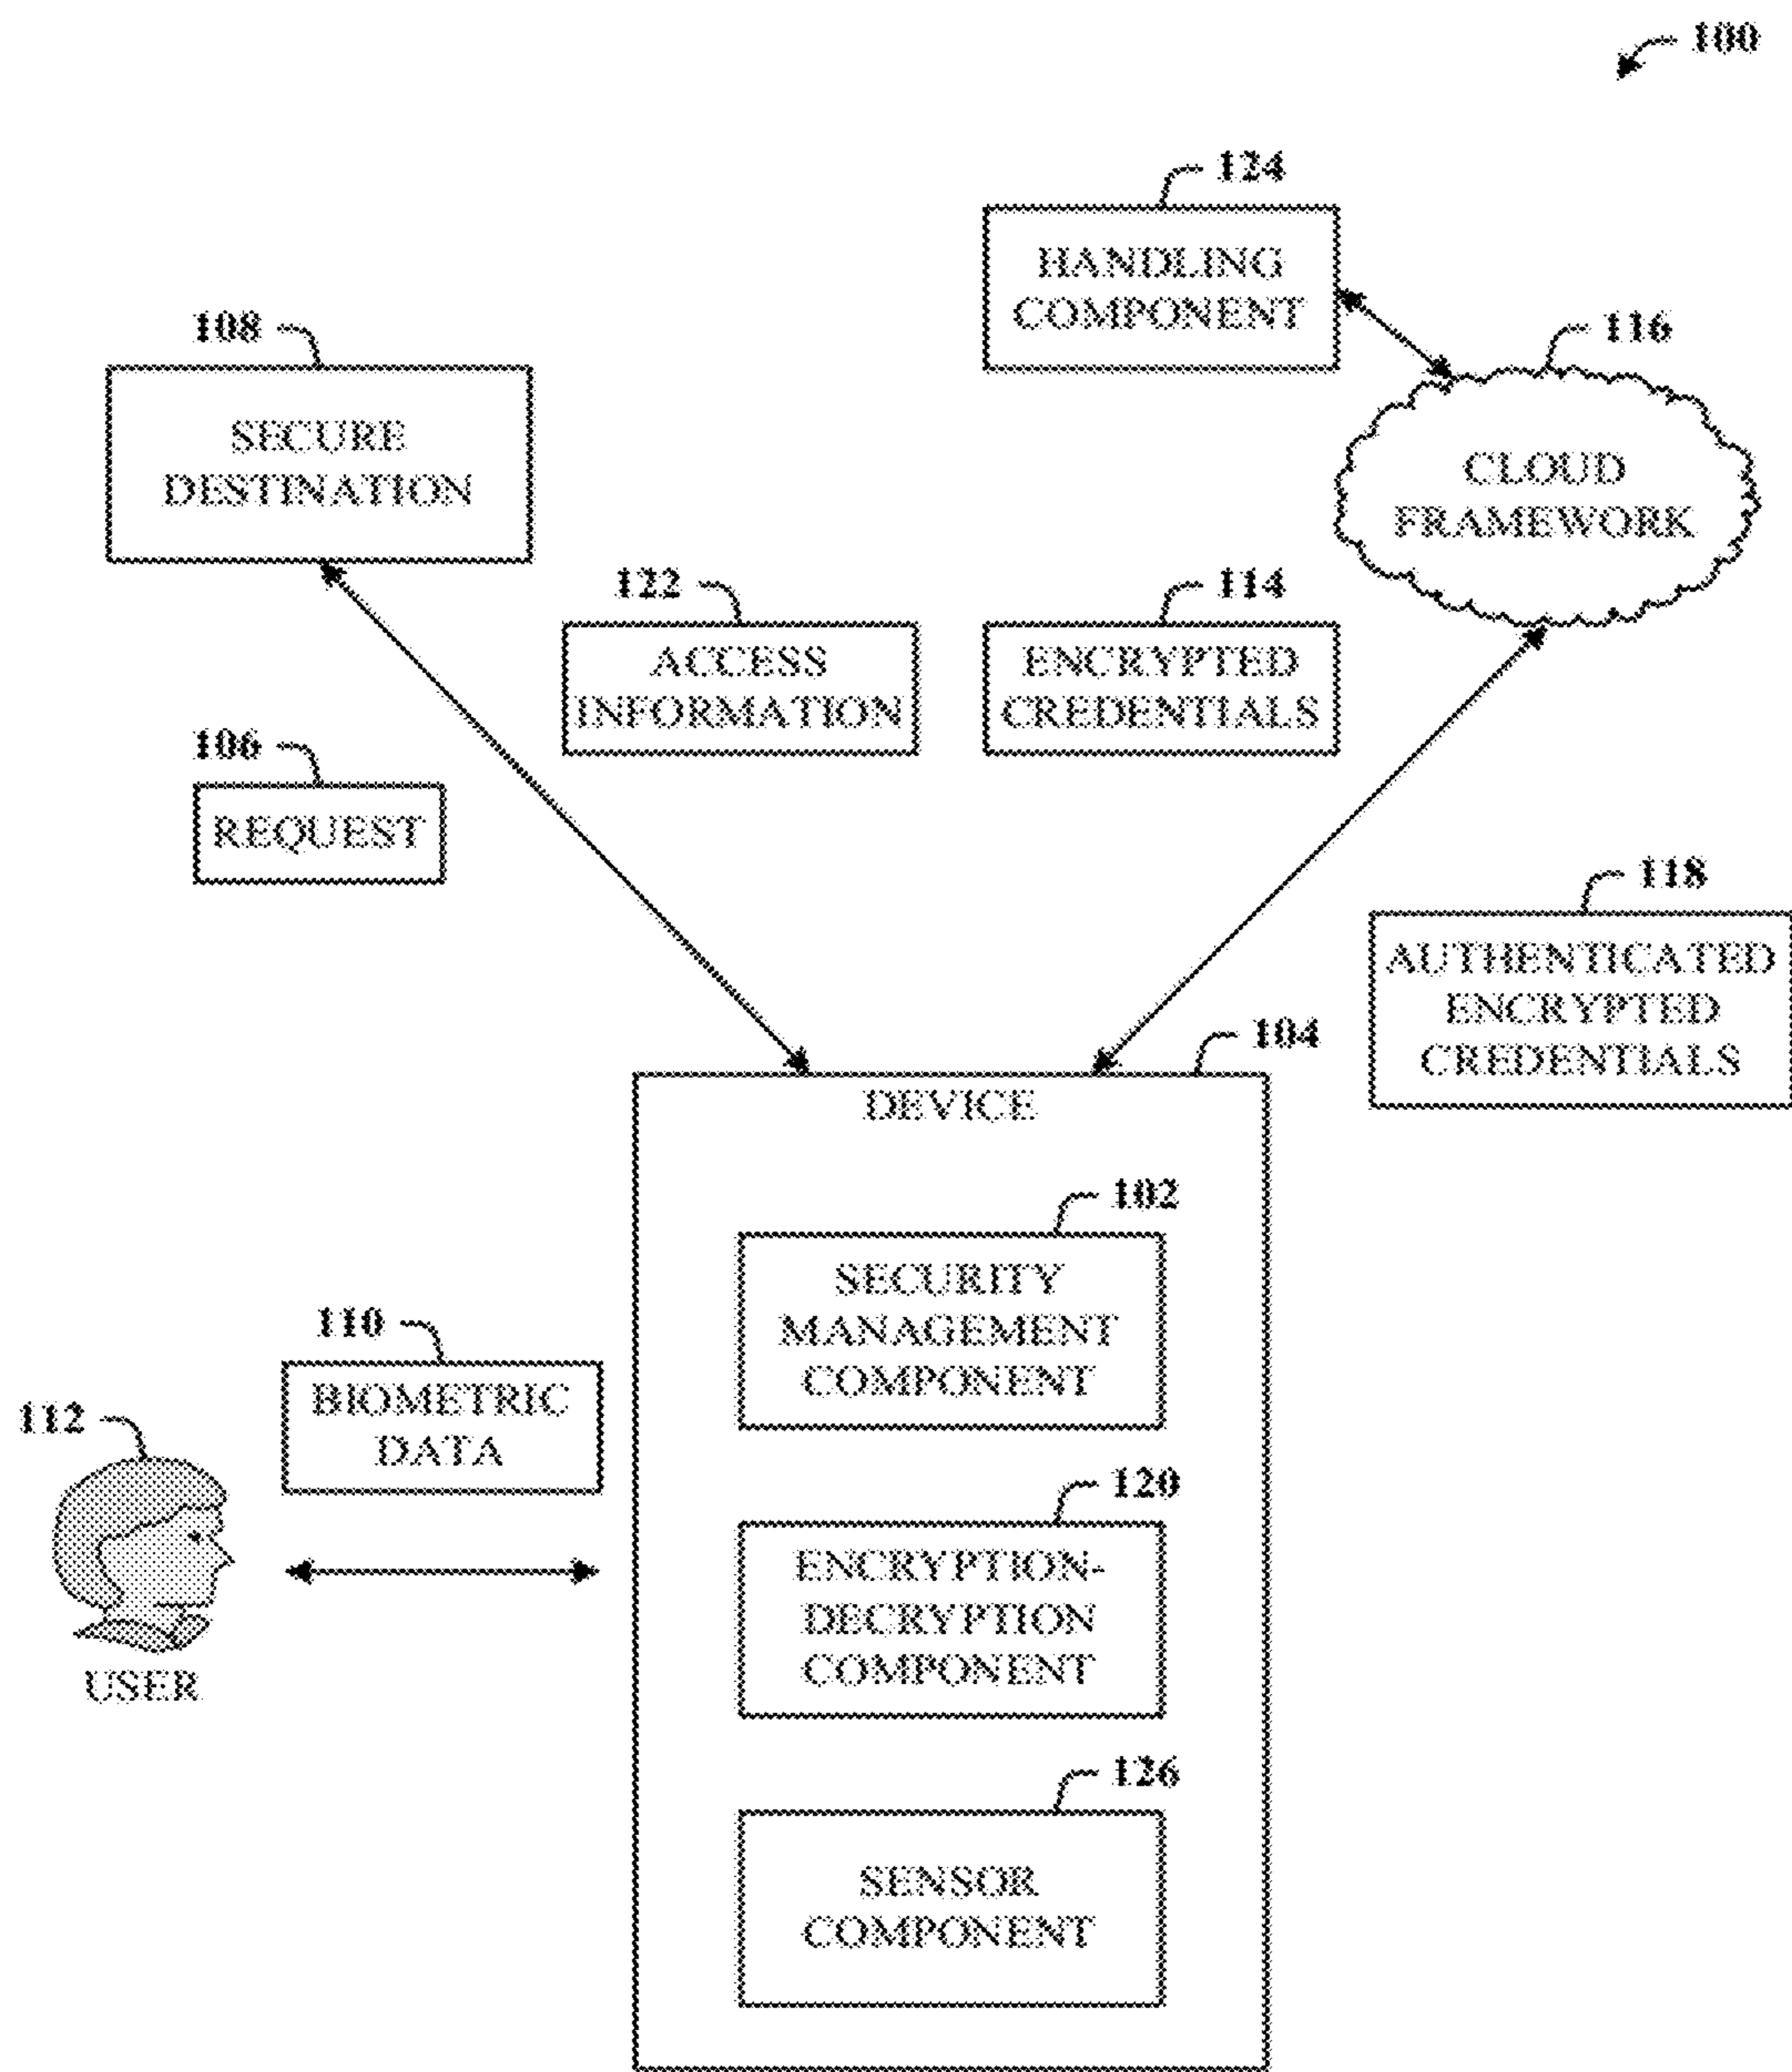 100
124
HANDLING
COMPONENT
108
SECURE
DESTINATION
116
CLOUD
FRAMEWORK
122
ACCESS
INFORMATION
114
ENCRYPTED
CREDENTIALS
106
REQUEST
118
AUTHENTICATED
ENCRYPTED
CREDENTIALS
104
DEVICE
102
SECURITY
MANAGEMENT
COMPONENT
110
BIOMETRIC
DATA
112
USER
120
ENCRYPTION-
DECRYPTION
COMPONENT
126
SENSOR
COMPONENT